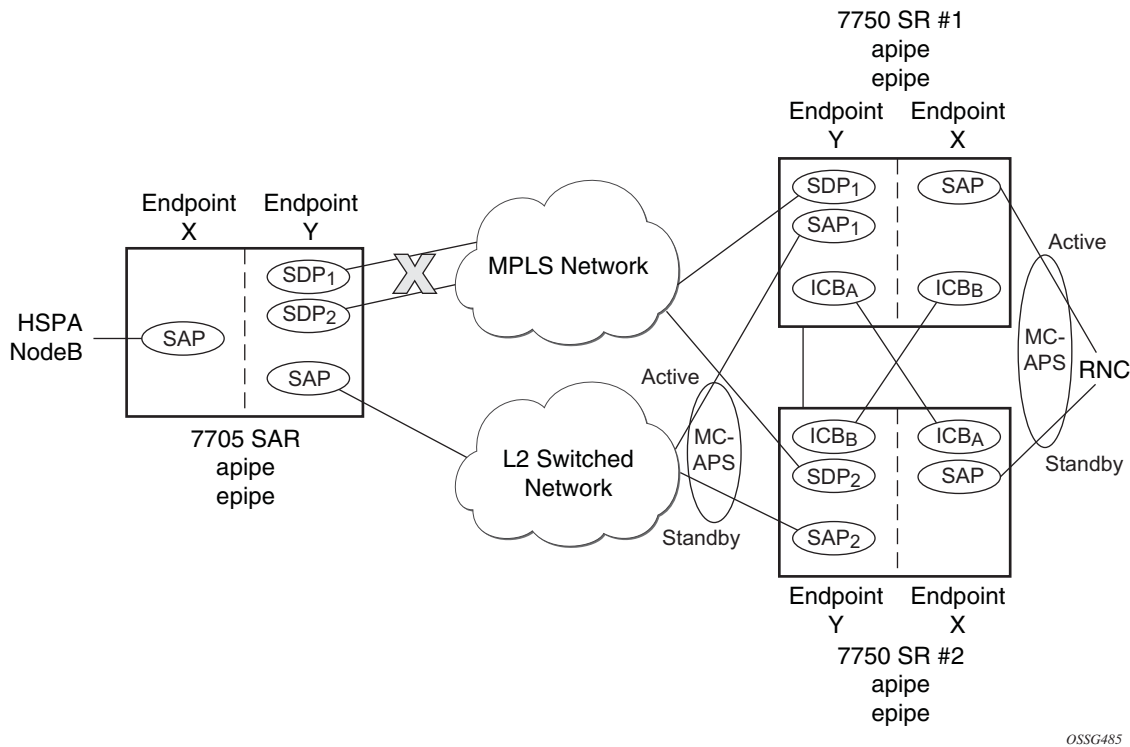 7750 SR #1
apipe
epipe
Endpoint
Y
Endpoint
X
SDP1
SAP
SAP1
ICBA
ICBB
Active
MC-
APS
RNC
Standby
Endpoint
X
Endpoint
Y
SDP1
SDP2
SAP
SAP
HSPA
NodeB
7705 SAR
apipe
epipe
X
MPLS Network
L2 Switched
Network
Active
MC-
APS
Standby
ICBB
ICBA
SDP2
SAP
SAP2
Endpoint
Y
Endpoint
X
7750 SR #2
apipe
epipe
OSSG485